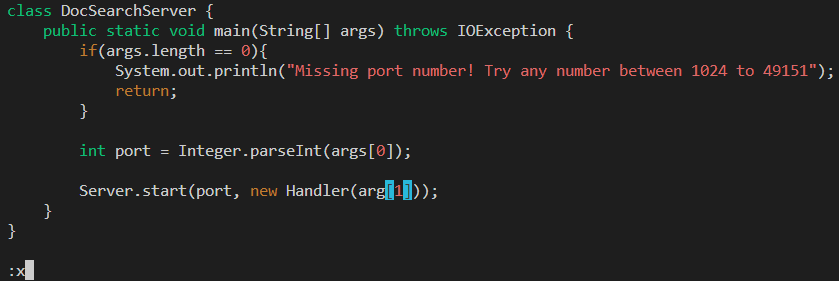 class DocSearchServer {
    public static void main(String[] args) throws IOException {
        if(args.length == 0){
            System.out.println("Missing port number! Try any number between 1024 to 49151");
            return;
        }

        int port = Integer.parseInt(args[0]);

        Server.start(port, new Handler(arg[1]));
    }
}

:x